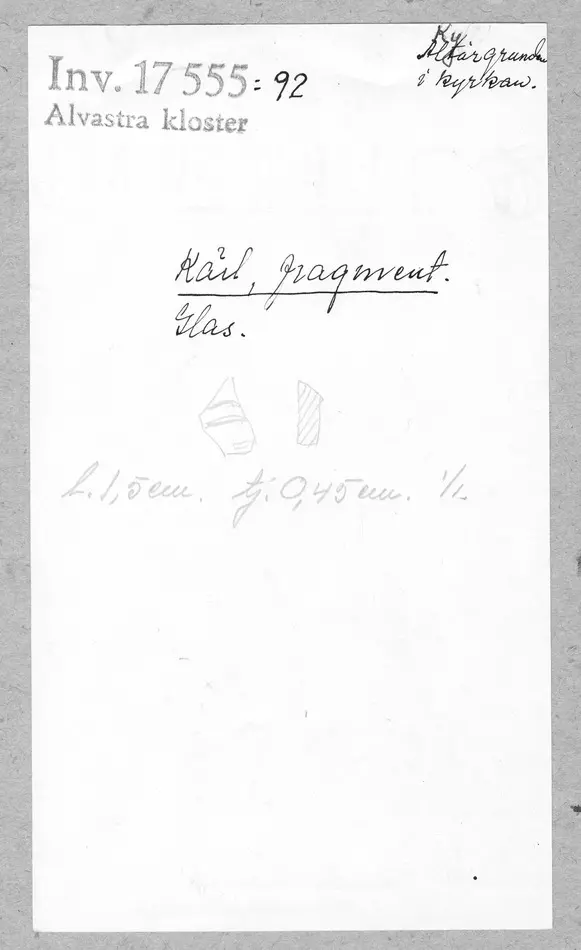 Inv. 17 555:92
Alvastra kloster
Ky
Altargrunden
i kyrkan.
Kärl, fragment.
Glas.
L. 1,5 cm. tj. 0,45 cm. 1/1